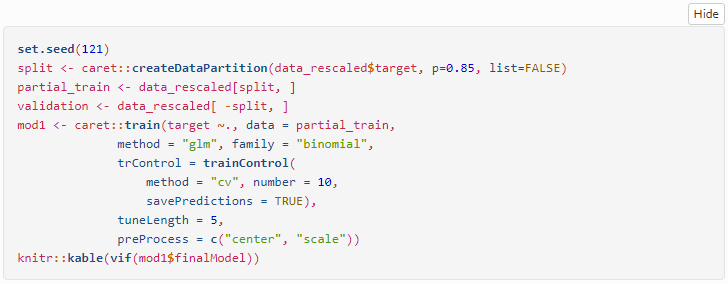 Hide
set.seed(121)
split <- caret::createDataPartition(data_rescaled$target, p=0.85, list=FALSE)
partial_train <- data_rescaled[split, ]
validation <- data_rescaled[ -split, ]
mod1 <- caret::train(target ~., data = partial_train,
              method = "glm", family = "binomial",
              trControl = trainControl(
                  method = "cv", number = 10,
                  savePredictions = TRUE),
              tuneLength = 5,
              preProcess = c("center", "scale"))
knitr::kable(vif(mod1$finalModel))